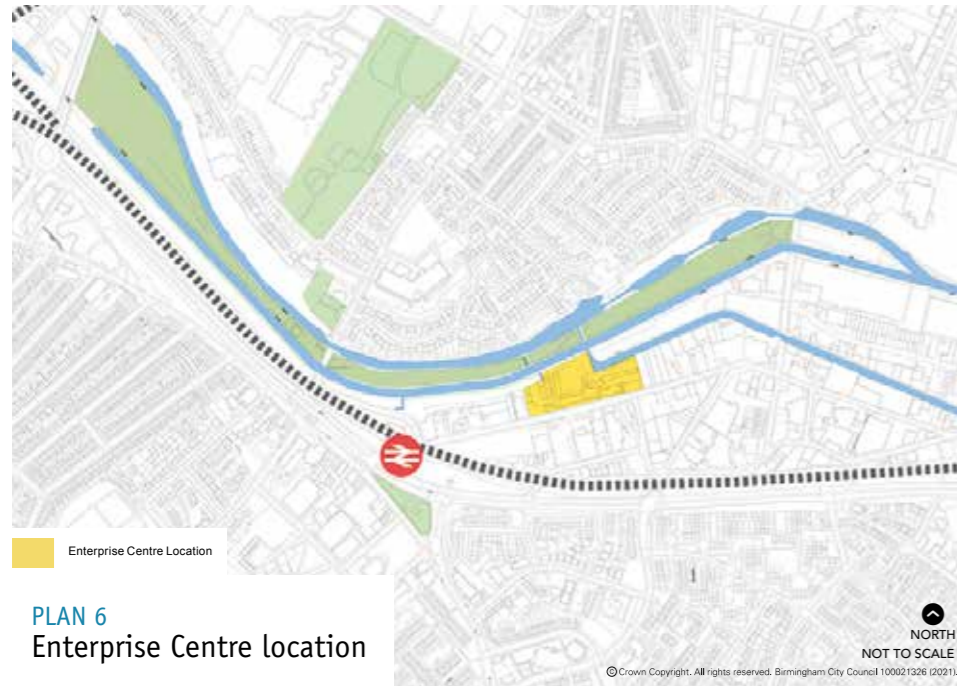 Enterprise Centre Location
PLAN 6
Enterprise Centre location
NORTH
NOT TO SCALE
©Crown Copyright. All rights reserved. Birmingham City Council 100021326 (2021).